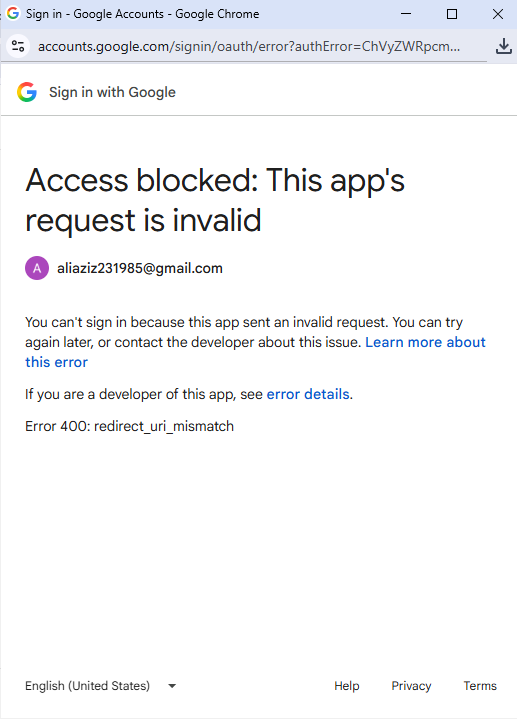 Sign in - Google Accounts - Google Chrome
accounts.google.com/signin/oauth/error?authError=ChVyZWRpcm...
Sign in with Google
Access blocked: This app's
request is invalid
A aliaziz231985@gmail.com
You can't sign in because this app sent an invalid request. You can try
again later, or contact the developer about this issue. Learn more about
this error
If you are a developer of this app, see error details.
Error 400: redirect_uri_mismatch
English (United States) Help Privacy Terms